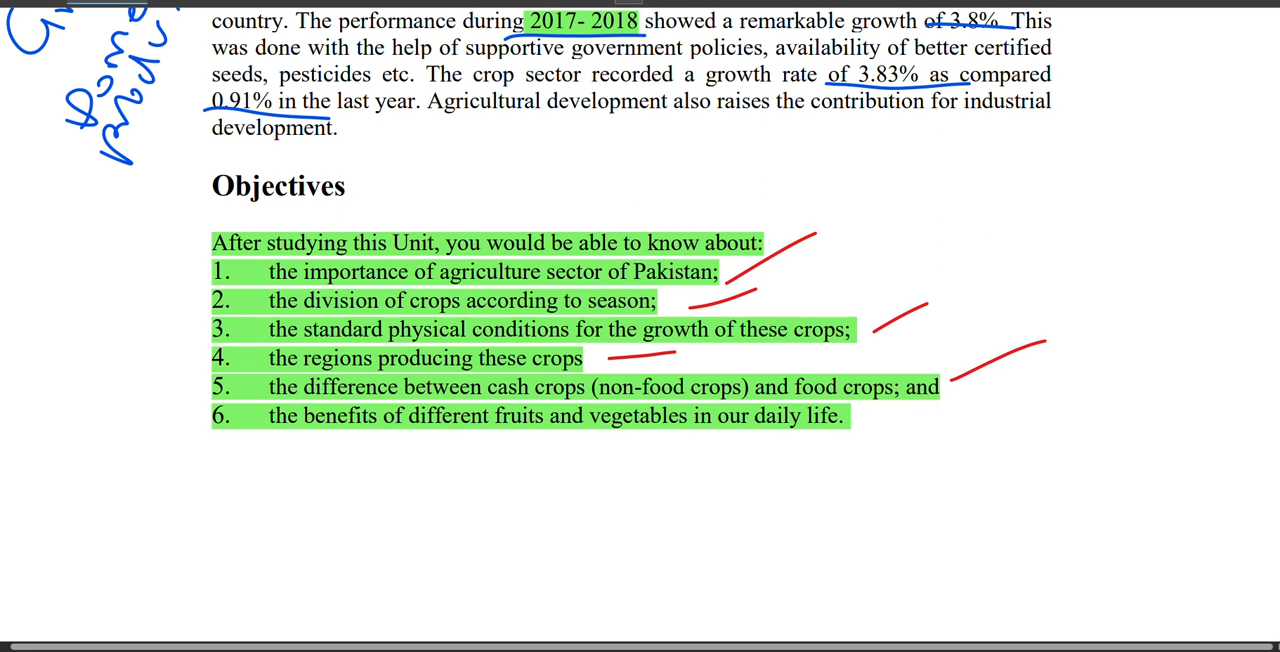 country. The performance during 2017- 2018 showed a remarkable growth of 3.8%. This
was done with the help of supportive government policies, availability of better certified
seeds, pesticides etc. The crop sector recorded a growth rate of 3.83% as compared
0.91% in the last year. Agricultural development also raises the contribution for industrial
development.
Objectives
After studying this Unit, you would be able to know about:
1. the importance of agriculture sector of Pakistan;
2. the division of crops according to season;
3. the standard physical conditions for the growth of these crops;
4. the regions producing these crops
5. the difference between cash crops (non-food crops) and food crops; and
6. the benefits of different fruits and vegetables in our daily life.